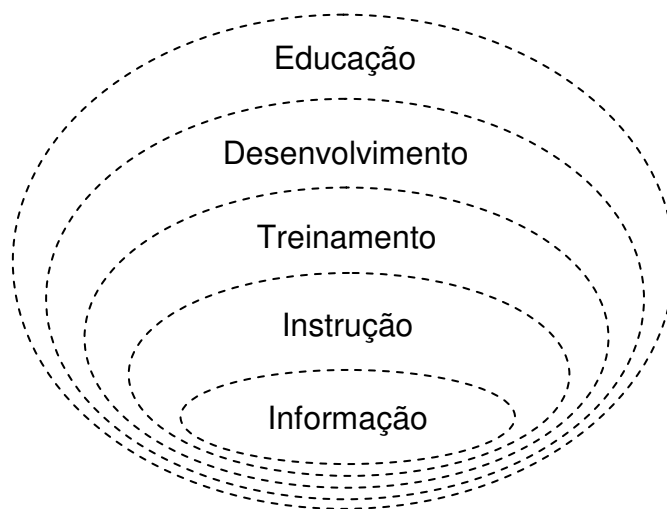 Educação
Desenvolvimento
Treinamento
Instrução
Informação